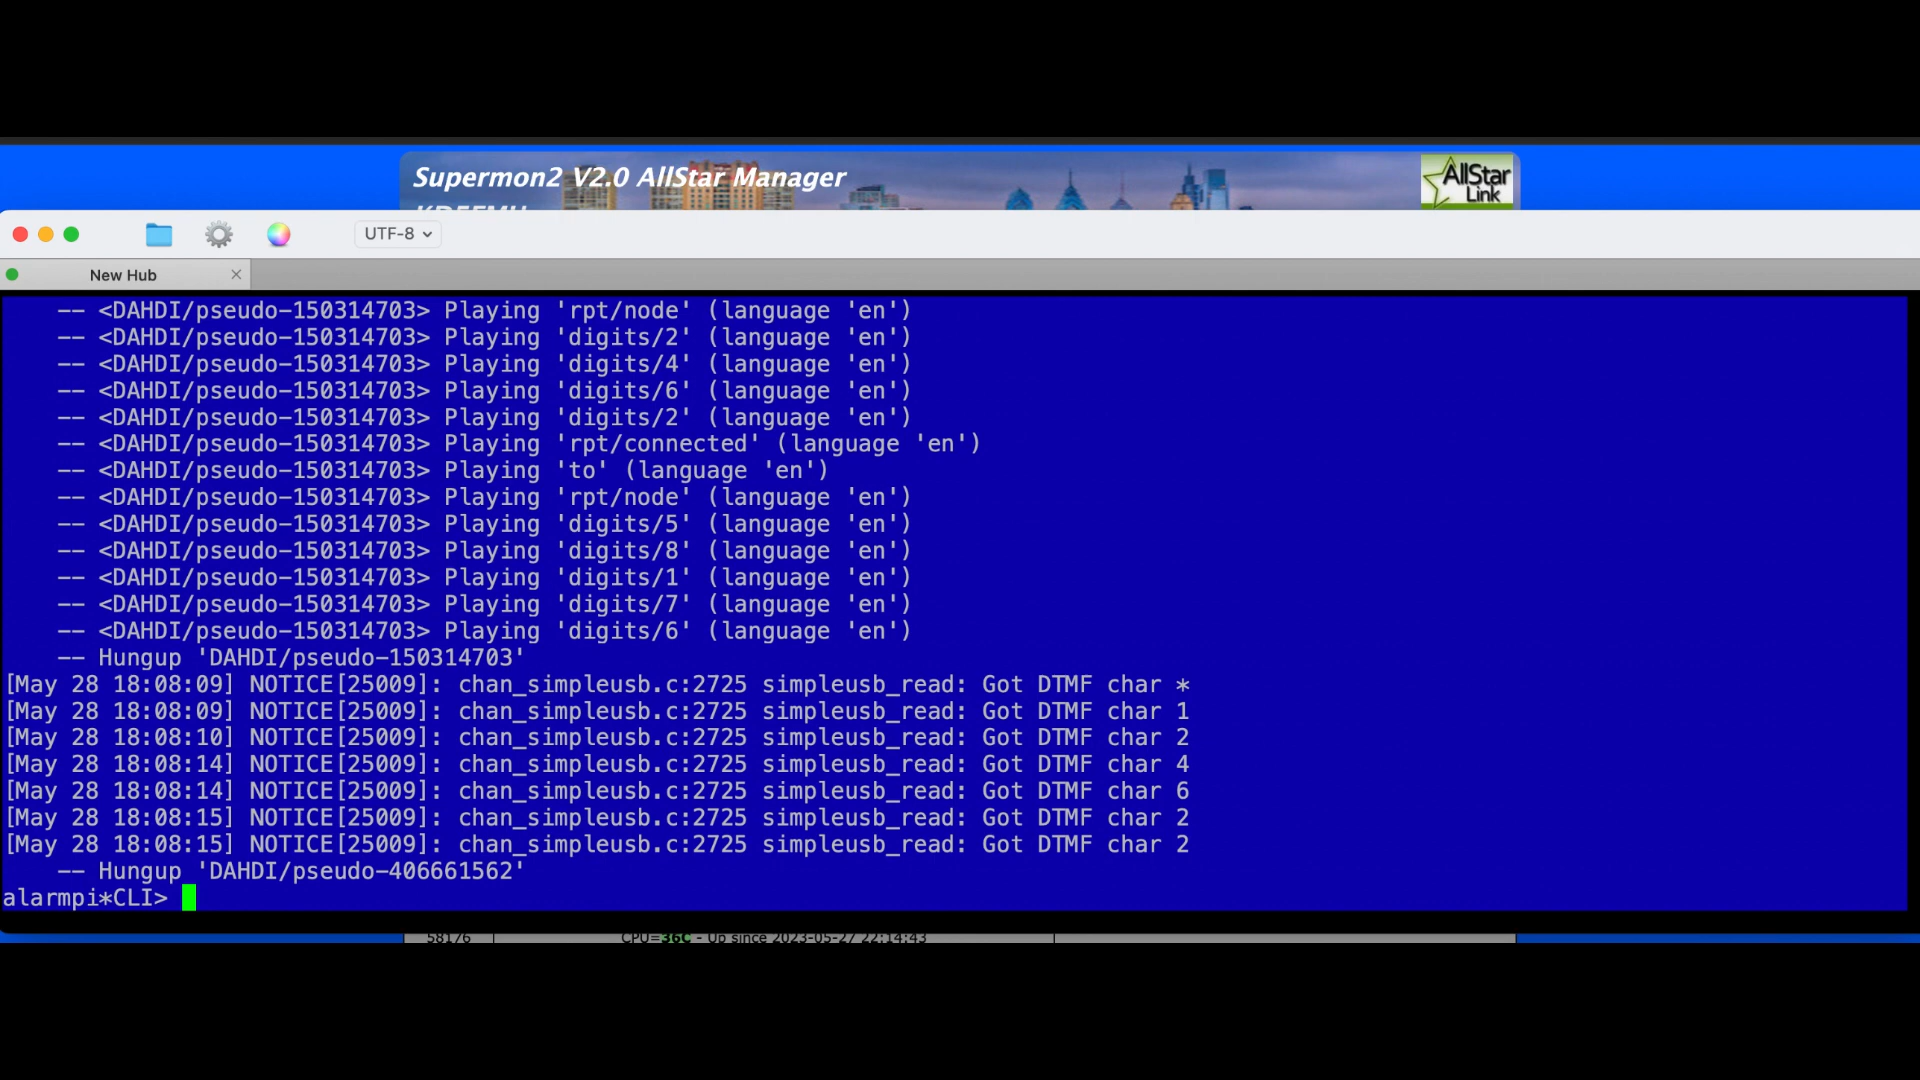 Supermon2 V2.0 AllStar Manager
AllStar
Link
UTF-8
New Hub
-- <DAHDI/pseudo-150314703> Playing 'rpt/node' (language 'en')
-- <DAHDI/pseudo-150314703> Playing 'digits/2' (language 'en')
-- <DAHDI/pseudo-150314703> Playing 'digits/4' (language 'en')
-- <DAHDI/pseudo-150314703> Playing 'digits/6' (language 'en')
-- <DAHDI/pseudo-150314703> Playing 'digits/2' (language 'en')
-- <DAHDI/pseudo-150314703> Playing 'rpt/connected' (language 'en')
-- <DAHDI/pseudo-150314703> Playing 'to' (language 'en')
-- <DAHDI/pseudo-150314703> Playing 'rpt/node' (language 'en')
-- <DAHDI/pseudo-150314703> Playing 'digits/5' (language 'en')
-- <DAHDI/pseudo-150314703> Playing 'digits/8' (language 'en')
-- <DAHDI/pseudo-150314703> Playing 'digits/1' (language 'en')
-- <DAHDI/pseudo-150314703> Playing 'digits/7' (language 'en')
-- <DAHDI/pseudo-150314703> Playing 'digits/6' (language 'en')
-- Hungup 'DAHDI/pseudo-150314703'
[May 28 18:08:09] NOTICE[25009]: chan_simpleusb.c:2725 simpleusb_read: Got DTMF char *
[May 28 18:08:09] NOTICE[25009]: chan_simpleusb.c:2725 simpleusb_read: Got DTMF char 1
[May 28 18:08:10] NOTICE[25009]: chan_simpleusb.c:2725 simpleusb_read: Got DTMF char 2
[May 28 18:08:14] NOTICE[25009]: chan_simpleusb.c:2725 simpleusb_read: Got DTMF char 4
[May 28 18:08:14] NOTICE[25009]: chan_simpleusb.c:2725 simpleusb_read: Got DTMF char 6
[May 28 18:08:15] NOTICE[25009]: chan_simpleusb.c:2725 simpleusb_read: Got DTMF char 2
[May 28 18:08:15] NOTICE[25009]: chan_simpleusb.c:2725 simpleusb_read: Got DTMF char 2
-- Hungup 'DAHDI/pseudo-406661562'
alarmpi*CLI>
58176 CPU=36C - Up since 2023-05-27 22:14:43